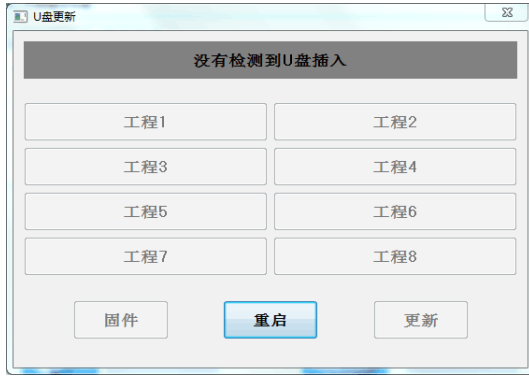 U盘更新
没有检测到U盘插入
工程1 工程2
工程3 工程4
工程5 工程6
工程7 工程8
固件 重启 更新